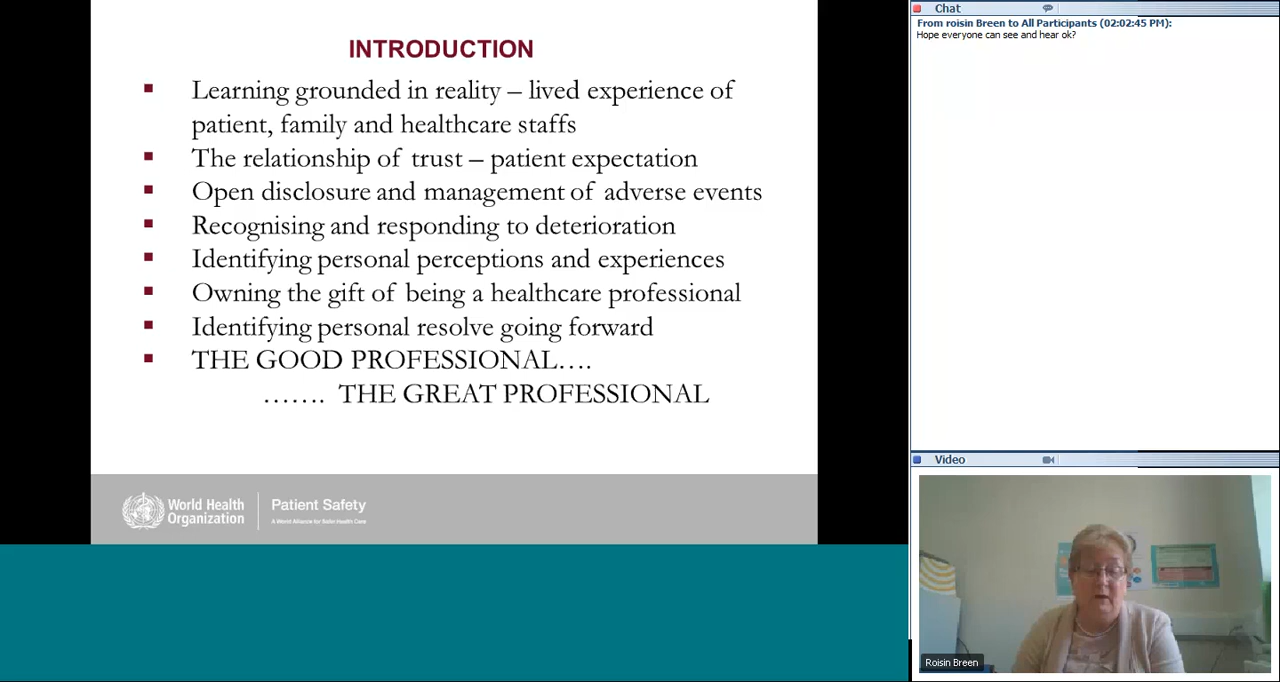 INTRODUCTION
▪ Learning grounded in reality – lived experience of
patient, family and healthcare staffs
▪ The relationship of trust – patient expectation
▪ Open disclosure and management of adverse events
▪ Recognising and responding to deterioration
▪ Identifying personal perceptions and experiences
▪ Owning the gift of being a healthcare professional
▪ Identifying personal resolve going forward
▪ THE GOOD PROFESSIONAL….
……. THE GREAT PROFESSIONAL
World Health
Organization
Patient Safety
A World Alliance for Safer Health Care
Chat
From roisin Breen to All Participants (02:02:45 PM):
Hope everyone can see and hear ok?
Video
Roisin Breen